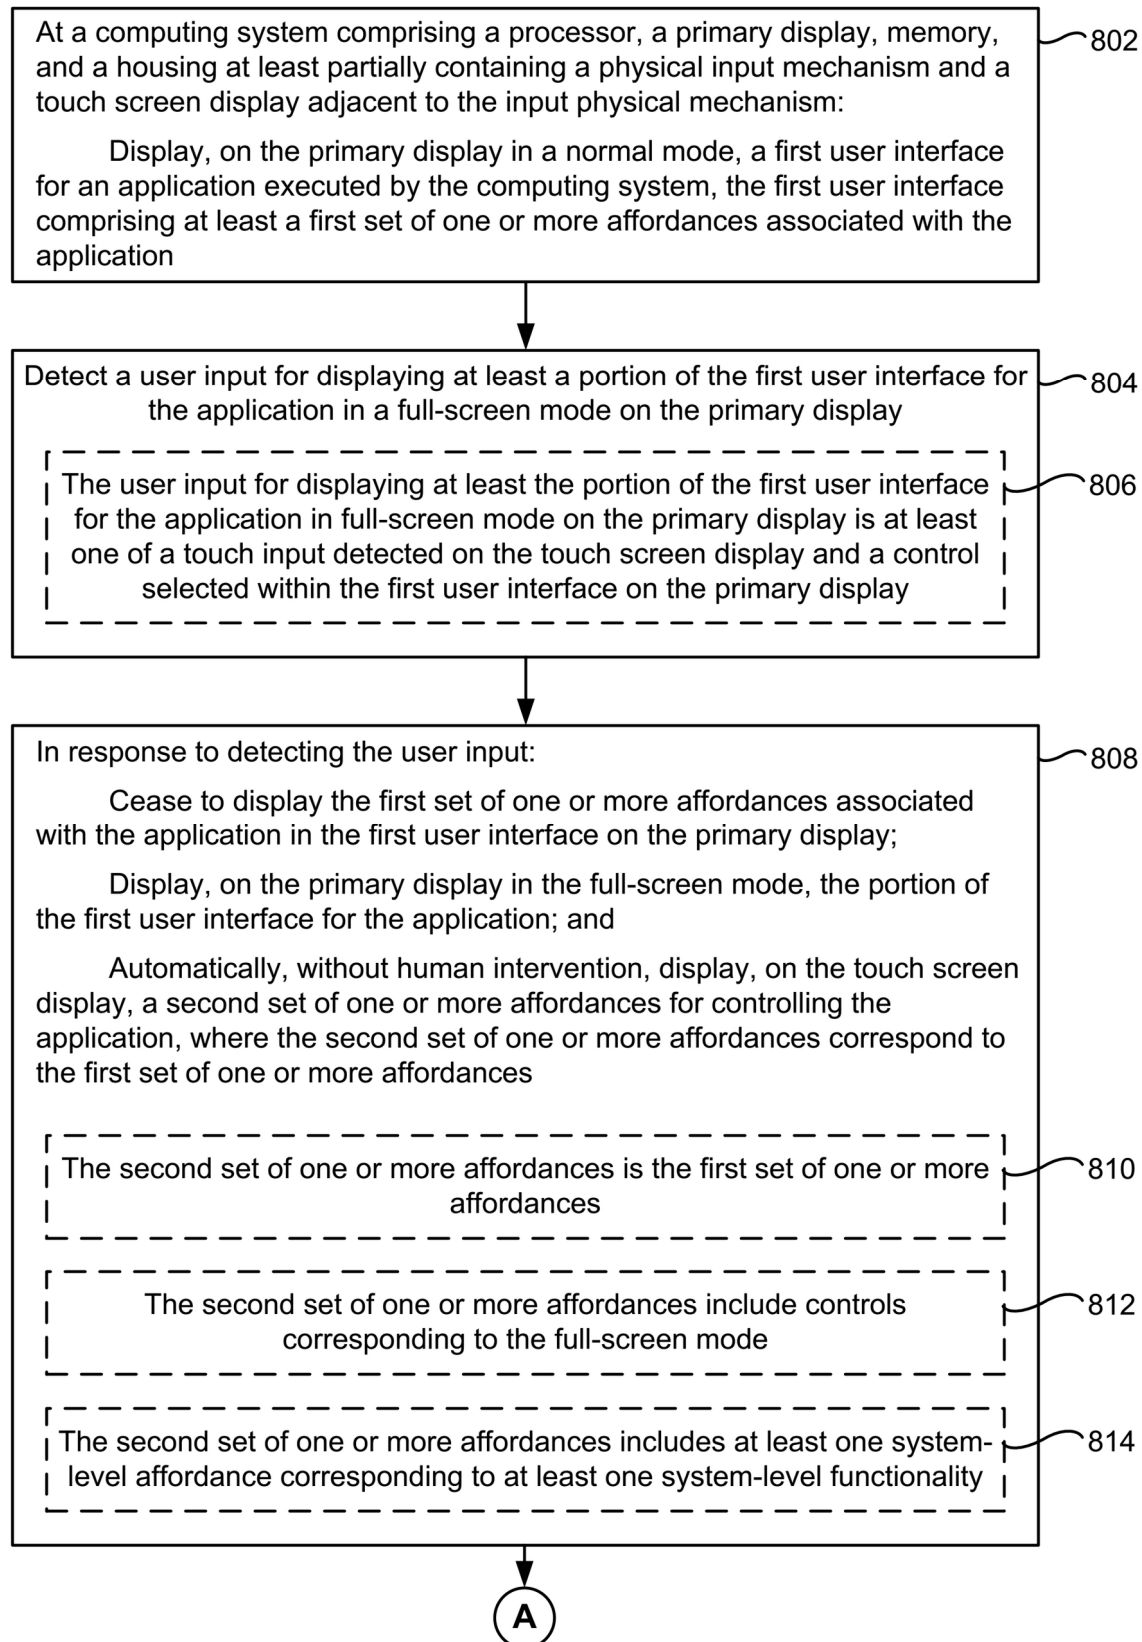 At a computing system comprising a processor, a primary display, memory,
and a housing at least partially containing a physical input mechanism and a
touch screen display adjacent to the input physical mechanism:
Display, on the primary display in a normal mode, a first user interface
for an application executed by the computing system, the first user interface
comprising at least a first set of one or more affordances associated with the
application
802
Detect a user input for displaying at least a portion of the first user interface for
the application in a full-screen mode on the primary display
804
The user input for displaying at least the portion of the first user interface
for the application in full-screen mode on the primary display is at least
one of a touch input detected on the touch screen display and a control
selected within the first user interface on the primary display
806
In response to detecting the user input:
808
Cease to display the first set of one or more affordances associated
with the application in the first user interface on the primary display;
Display, on the primary display in the full-screen mode, the portion of
the first user interface for the application; and
Automatically, without human intervention, display, on the touch screen
display, a second set of one or more affordances for controlling the
application, where the second set of one or more affordances correspond to
the first set of one or more affordances
The second set of one or more affordances is the first set of one or more
affordances
810
The second set of one or more affordances include controls
corresponding to the full-screen mode
812
The second set of one or more affordances includes at least one system-
level affordance corresponding to at least one system-level functionality
814
A